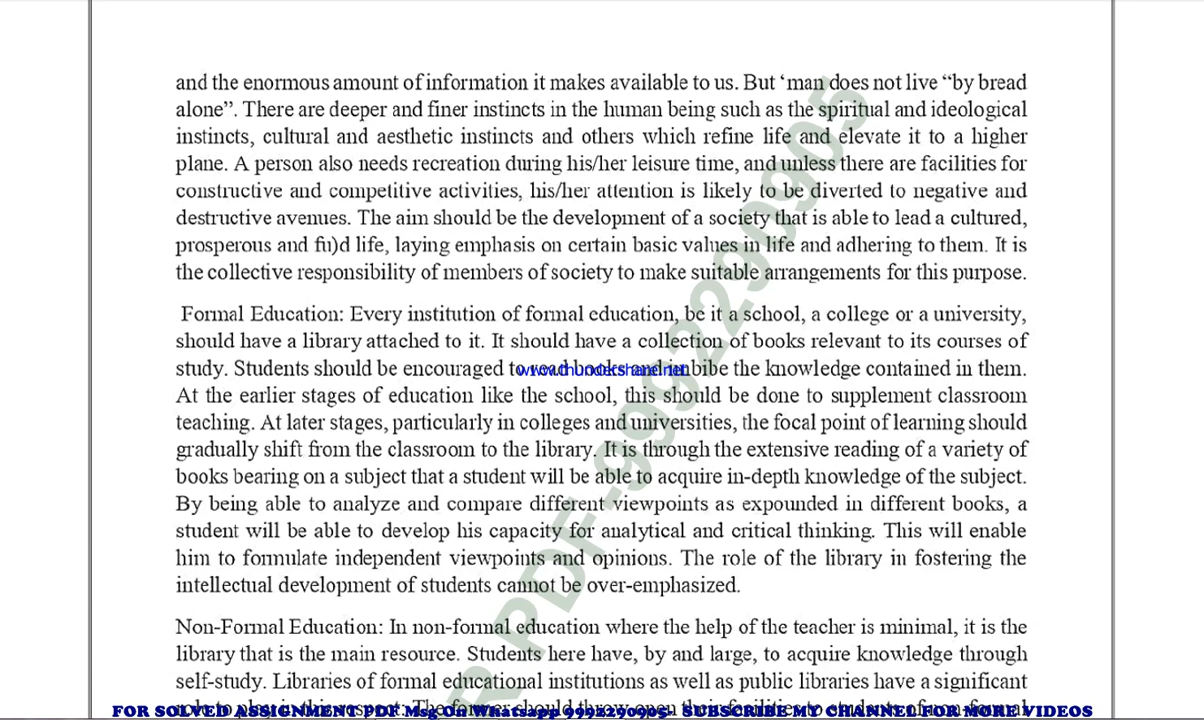 and the enormous amount of information it makes available to us. But ‘man does not live “by bread
alone”. There are deeper and finer instincts in the human being such as the spiritual and ideological
instincts, cultural and aesthetic instincts and others which refine life and elevate it to a higher
plane. A person also needs recreation during his/her leisure time, and unless there are facilities for
constructive and competitive activities, his/her attention is likely to be diverted to negative and
destructive avenues. The aim should be the development of a society that is able to lead a cultured,
prosperous and fu)d life, laying emphasis on certain basic values in life and adhering to them. It is
the collective responsibility of members of society to make suitable arrangements for this purpose.
Formal Education: Every institution of formal education, be it a school, a college or a university,
should have a library attached to it. It should have a collection of books relevant to its courses of
study. Students should be encouraged to read books and imbibe the knowledge contained in them.
www.thundershare.net
At the earlier stages of education like the school, this should be done to supplement classroom
teaching. At later stages, particularly in colleges and universities, the focal point of learning should
gradually shift from the classroom to the library. It is through the extensive reading of a variety of
books bearing on a subject that a student will be able to acquire in-depth knowledge of the subject.
By being able to analyze and compare different viewpoints as expounded in different books, a
student will be able to develop his capacity for analytical and critical thinking. This will enable
him to formulate independent viewpoints and opinions. The role of the library in fostering the
intellectual development of students cannot be over-emphasized.
Non-Formal Education: In non-formal education where the help of the teacher is minimal, it is the
library that is the main resource. Students here have, by and large, to acquire knowledge through
self-study. Libraries of formal educational institutions as well as public libraries have a significant
FOR SOLVED ASSIGNMENT PDF Msg On Whatsapp 9992290905- SUBSCRIBE MY CHANNEL FOR MORE VIDEOS
R PDF-9992290905